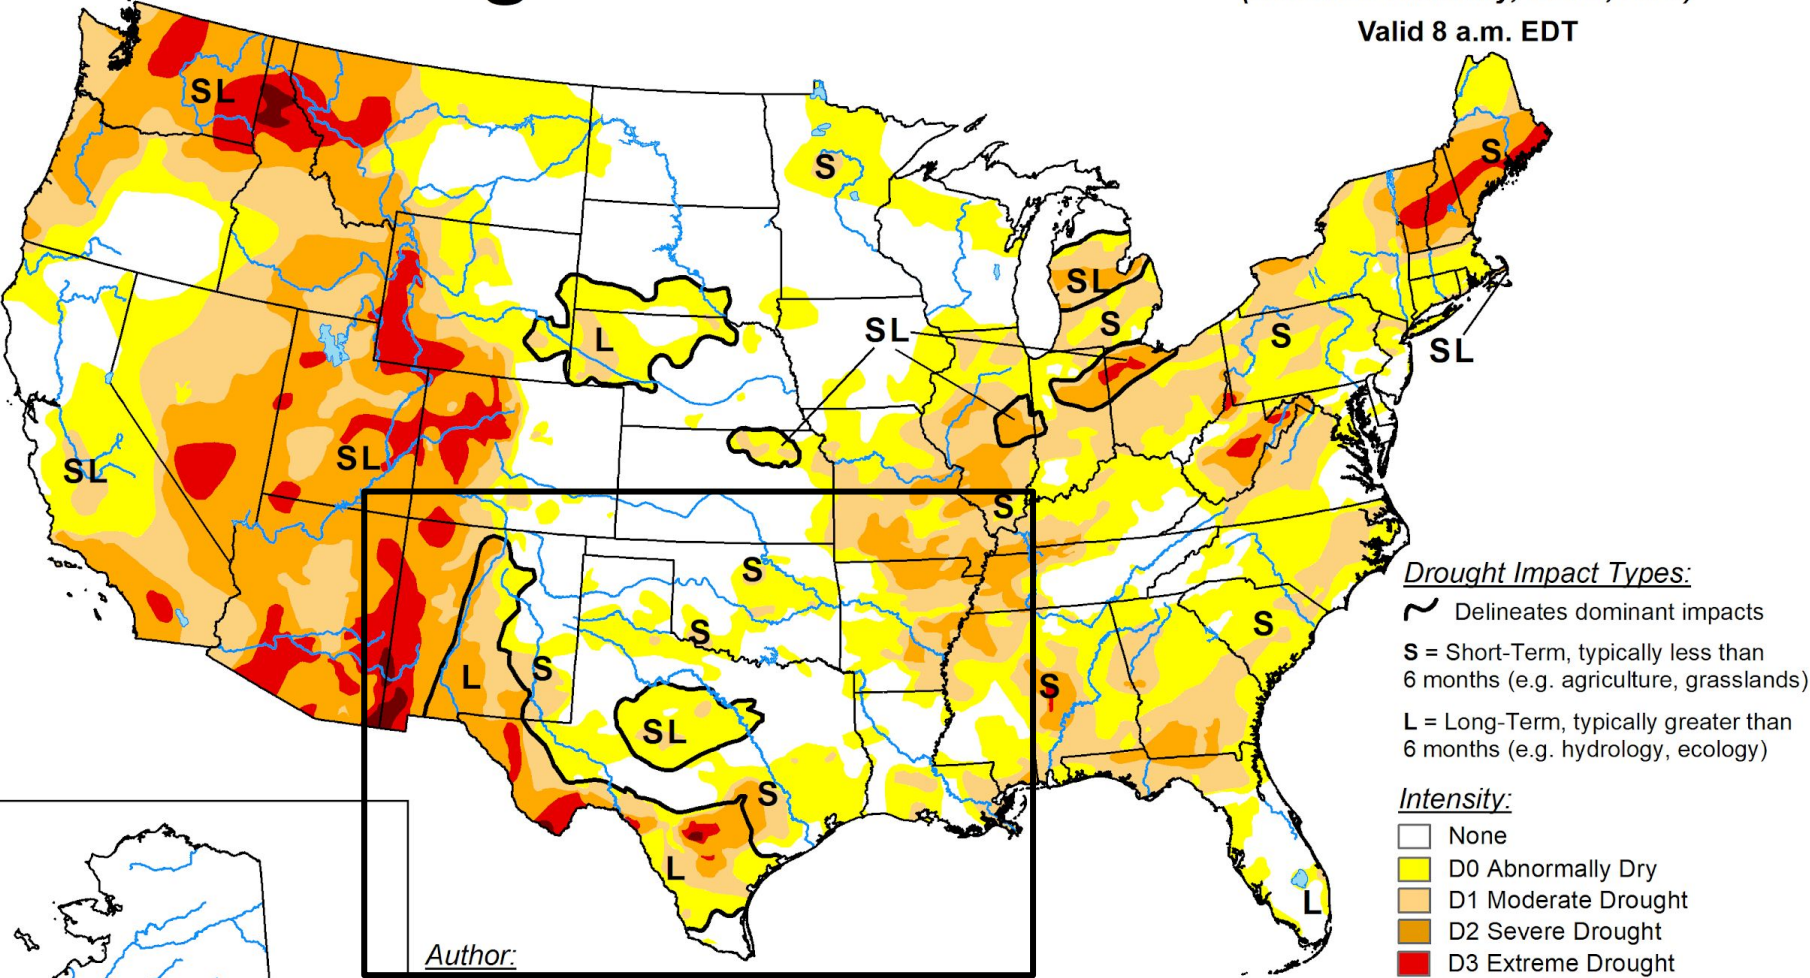 Valid 8 a.m. EDT
SL
S
S
SL
L
SL
S
S
SL
SL
SL
S
S
S
S
L
S
S
SL
S
L
L
Drought Impact Types:
Delineates dominant impacts
S = Short-Term, typically less than
6 months (e.g. agriculture, grasslands)
L = Long-Term, typically greater than
6 months (e.g. hydrology, ecology)
Intensity:
None
D0 Abnormally Dry
D1 Moderate Drought
D2 Severe Drought
D3 Extreme Drought
Author: